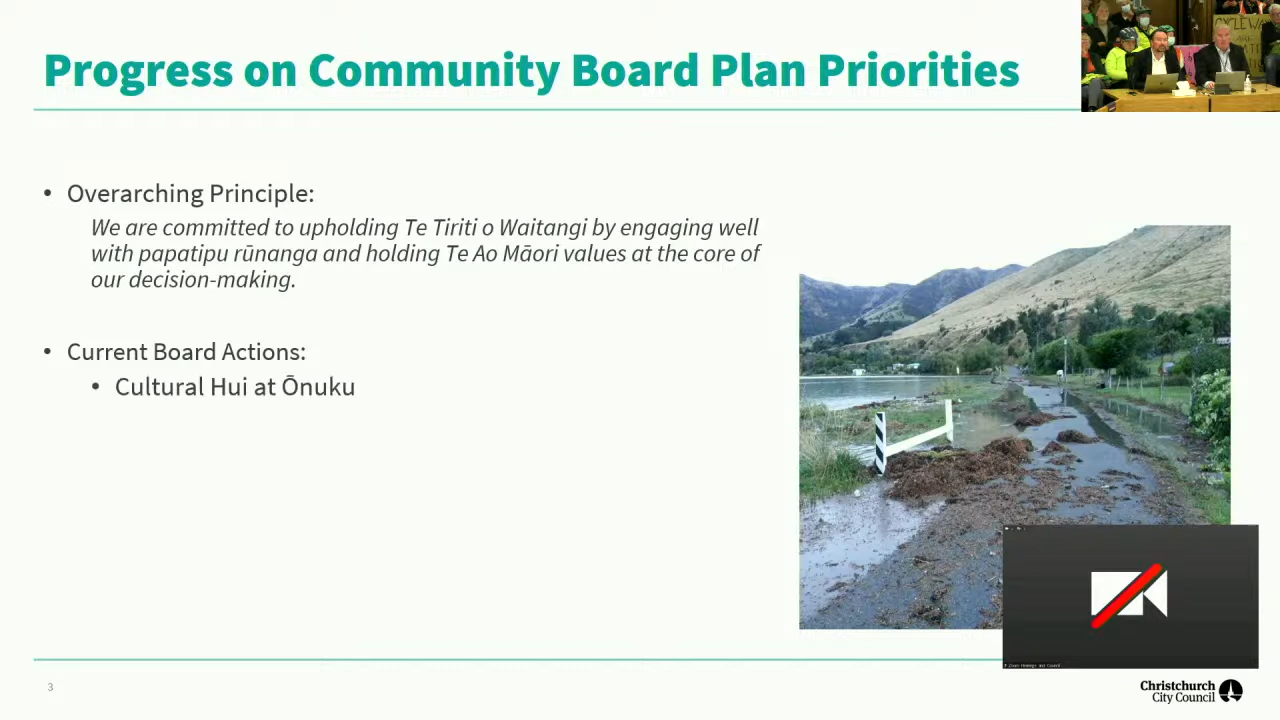 Progress on Community Board Plan Priorities
CYCLEWAY
• Overarching Principle:
We are committed to upholding Te Tiriti o Waitangi by engaging well
with papatipu rūnanga and holding Te Ao Māori values at the core of
our decision-making.
• Current Board Actions:
• Cultural Hui at Ōnuku
3
Christchurch
City Council